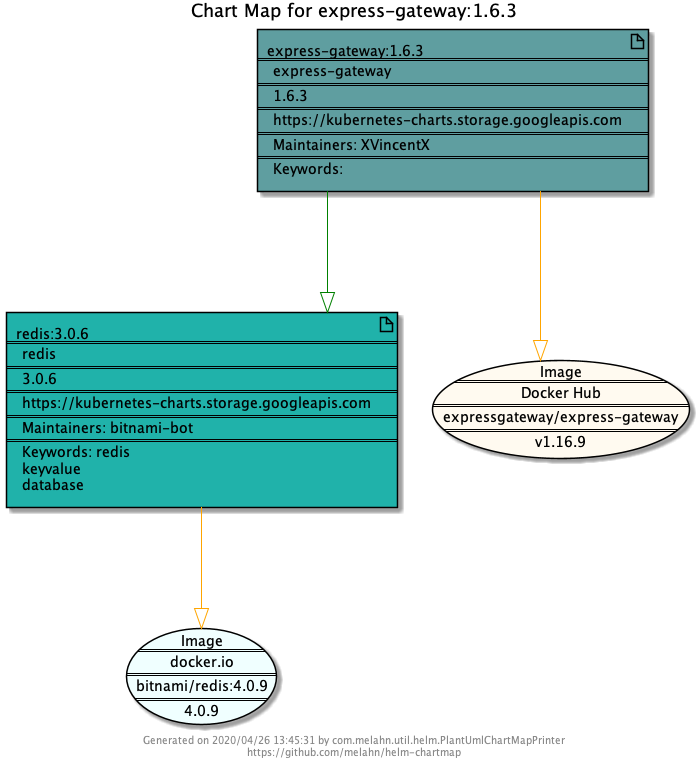 Chart Map for express-gateway:1.6.3
express-gateway:1.6.3
express-gateway
1.6.3
https://kubernetes-charts.storage.googleapis.com
Maintainers: XVincentX
Keywords:
redis:3.0.6
redis
3.0.6
https://kubernetes-charts.storage.googleapis.com
Maintainers: bitnami-bot
Keywords: redis
keyvalue
database
Image
Docker Hub
expressgateway/express-gateway
v1.16.9
Image
docker.io
bitnami/redis:4.0.9
4.0.9
Generated on 2020/04/26 13:45:31 by com.melahn.util.helm.PlantUmlChartMapPrinter
https://github.com/melahn/helm-chartmap